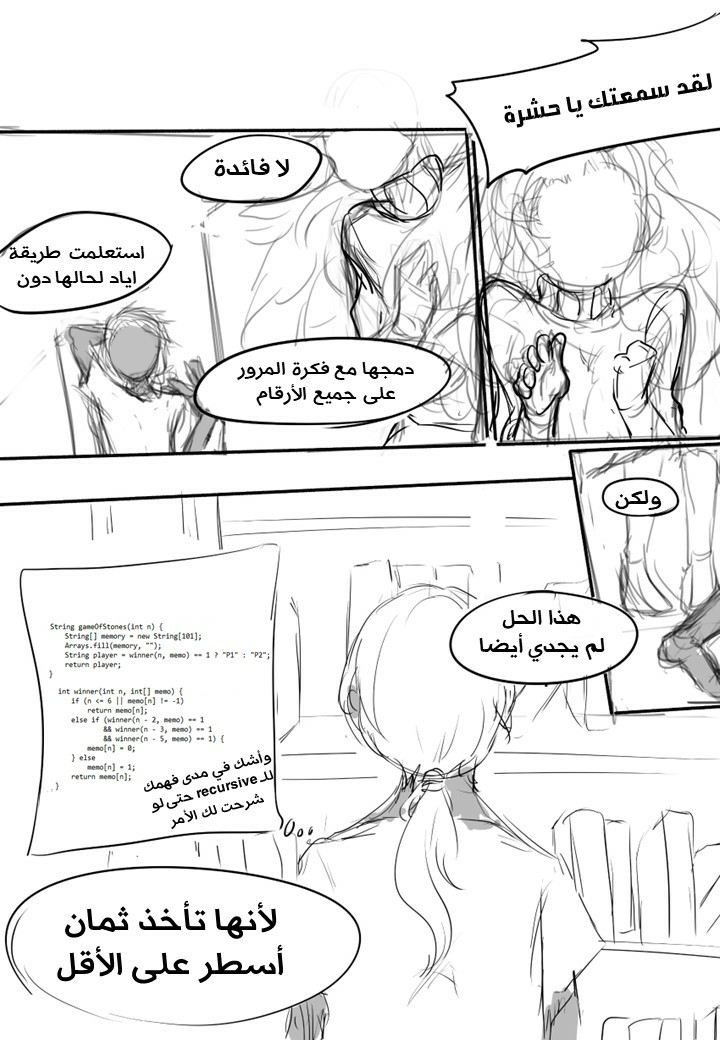 لقد سمعتك يا حشرة
لا فائدة
استعلمت طريقة
اياد لحالها دون
دمجها مع فكرة المرور
على جميع الأرقام
ولكن
هذا الحل
لم يجدي أيضا
String gameOfStones(int n) {
String[] memory = new String[101];
Arrays.fill(memory, "");
String player = winner(n, memo) == 1 ? "P1" : "P2";
return player;
}
int winner(int n, int[] memo) {
if (n <= 6 || memo[n] != -1)
return memo[n];
else if (winner(n - 2, memo) == 1
&& winner(n - 3, memo) == 1
&& winner(n - 5, memo) == 1) {
memo[n] = 0;
} else
memo[n] = 1;
return memo[n];
}
وأشك في مدى فهمك
للـ recursive حتى لو
شرحت لك الأمر
لأنها تأخذ ثمان
أسطر على الأقل